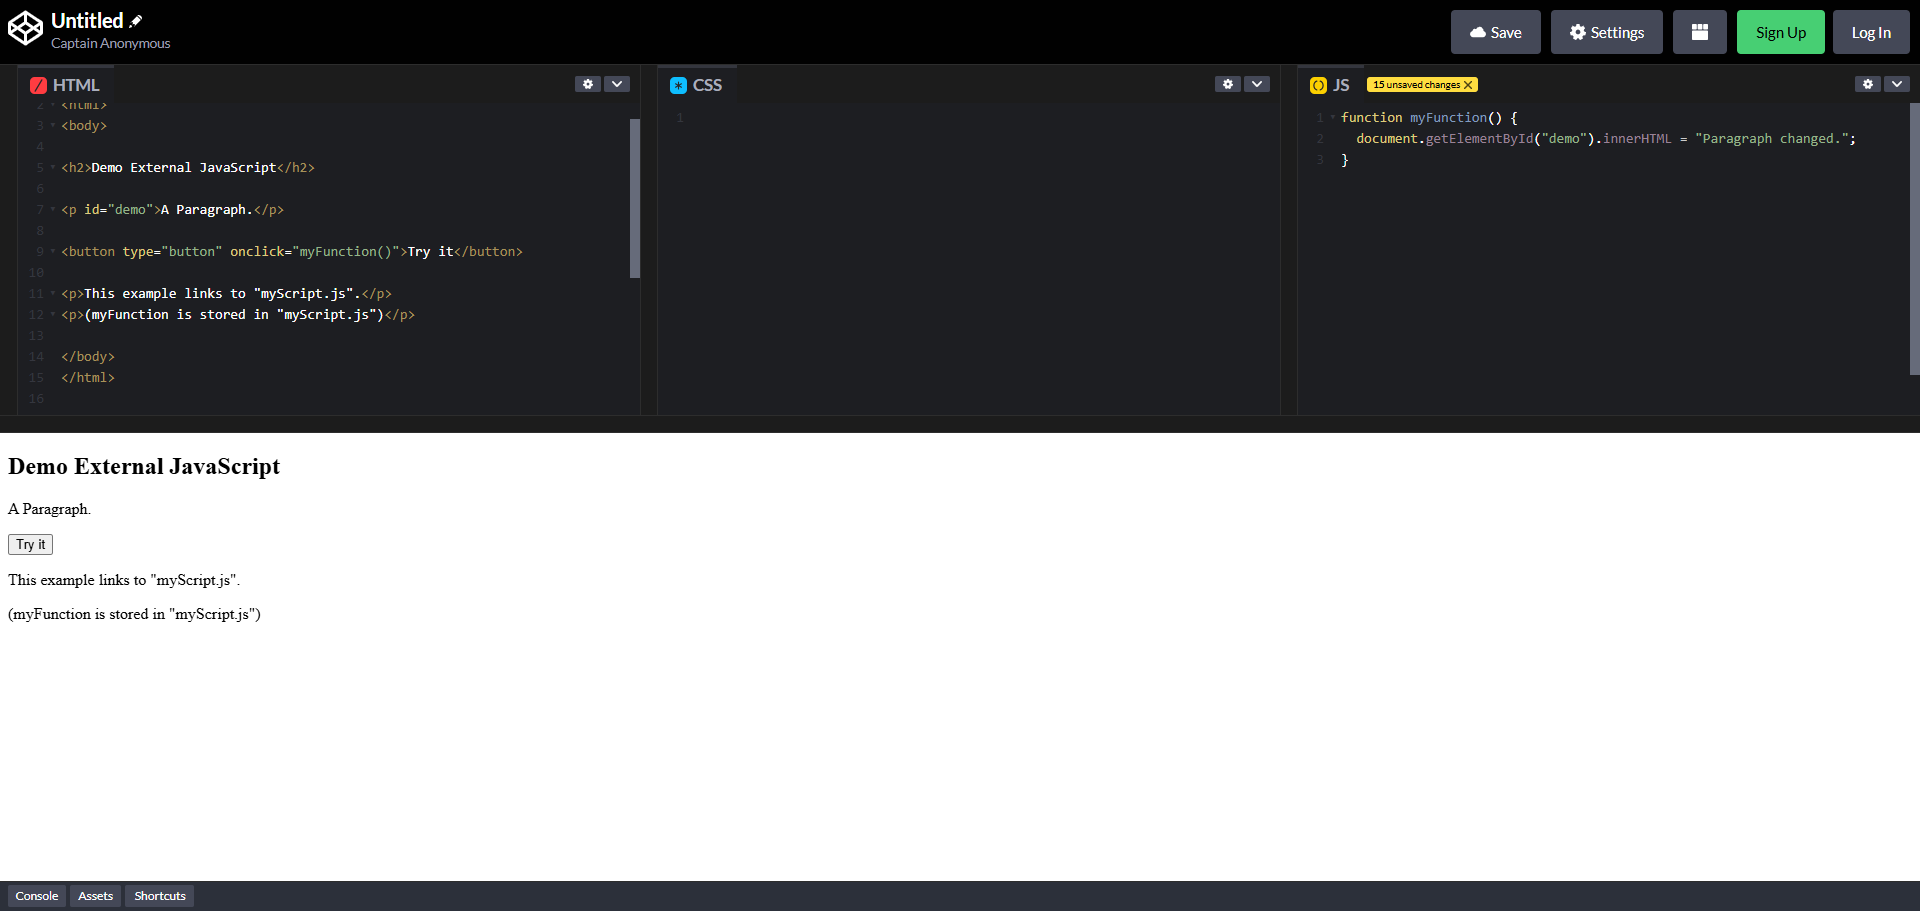 Untitled
Captain Anonymous
Save
Settings
Sign Up
Log In
HTML
2 <html>
3 <body>
4
5 <h2>Demo External JavaScript</h2>
6
7 <p id="demo">A Paragraph.</p>
8
9 <button type="button" onclick="myFunction()">Try it</button>
10
11 <p>This example links to "myScript.js".</p>
12 <p>(myFunction is stored in "myScript.js")</p>
13
14 </body>
15 </html>
16
CSS
1
JS
15 unsaved changes X
1 function myFunction() {
2 document.getElementById("demo").innerHTML = "Paragraph changed.";
3 }
Demo External JavaScript
A Paragraph.
Try it
This example links to "myScript.js".
(myFunction is stored in "myScript.js")
Console Assets Shortcuts